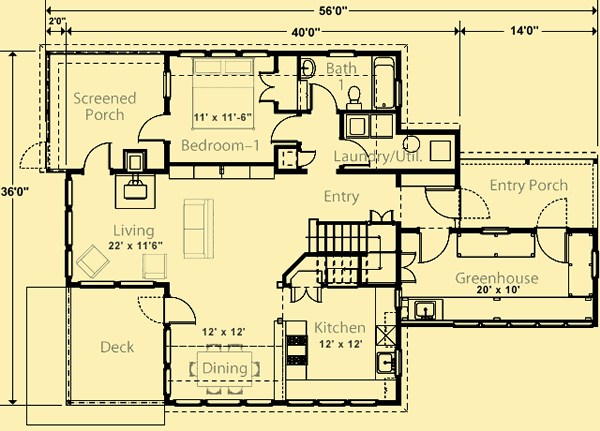 56'0"
2'0"
40'0"
14'0"
36'0"
Screened
Porch
11' x 11'-6"
Bedroom-1
Bath
1
Laundry/Util.
Entry
Entry Porch
Living
22' x 11'6"
Greenhouse
20' x 10'
Deck
12' x 12'
Dining
Kitchen
12' x 12'